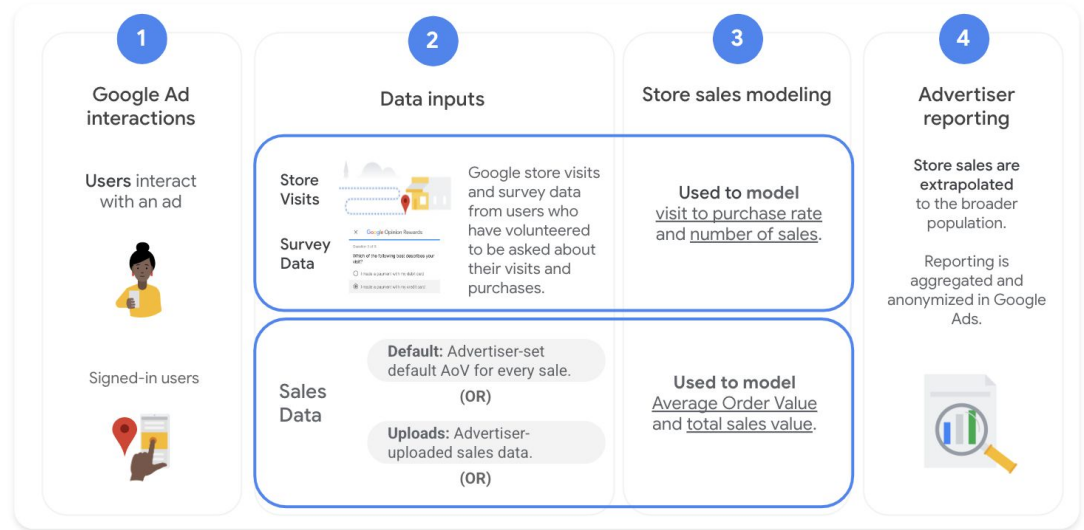 1
Google Ad
interactions
Users interact
with an ad
Signed-in users
2
Data inputs
Store
Visits
Survey
Data
Google Opinion Rewards
Which of the following best describes your
visit?
Google store visits
and survey data
from users who
have volunteered
to be asked about
their visits and
purchases.
Sales
Data
Default: Advertiser-set
default AoV for every sale.
(OR)
Uploads: Advertiser-
uploaded sales data.
(OR)
3
Store sales modeling
Used to model
visit to purchase rate
and number of sales.
Used to model
Average Order Value
and total sales value.
4
Advertiser
reporting
Store sales are
extrapolated
to the broader
population.
Reporting is
aggregated and
anonymized in Google
Ads.